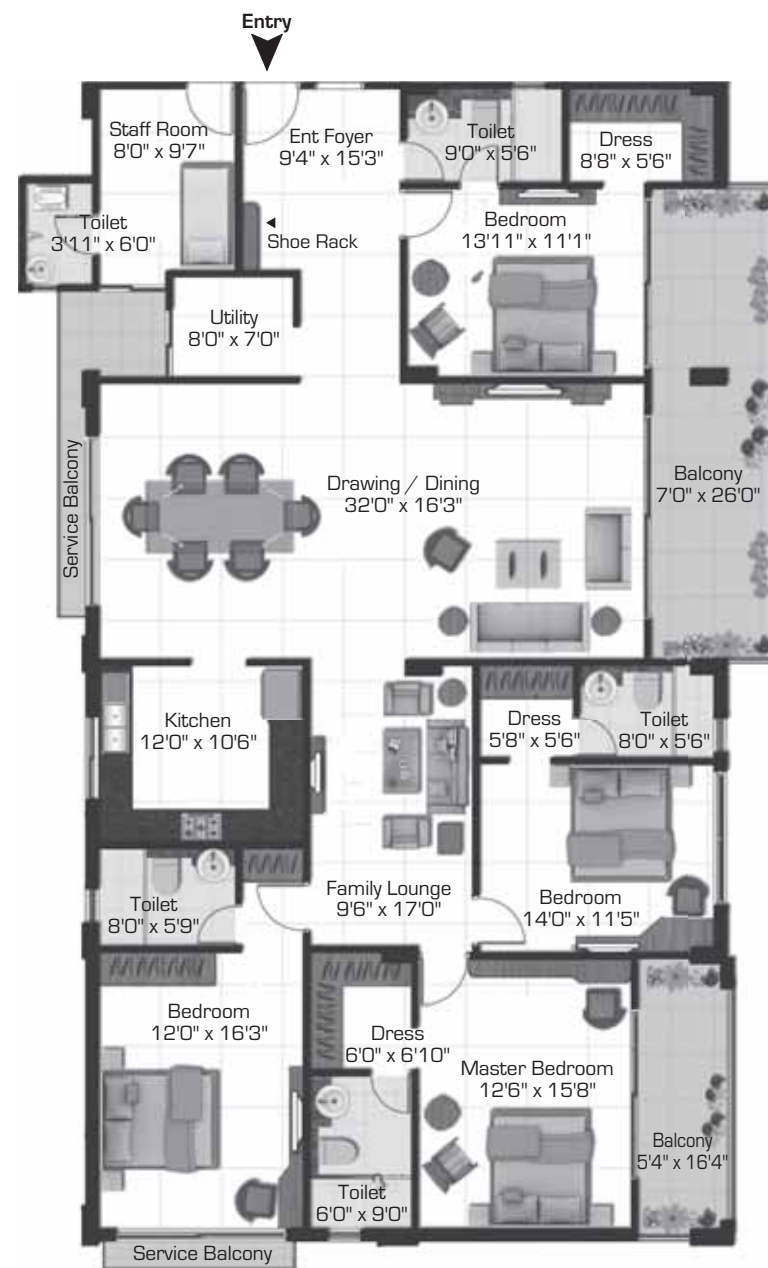 Entry
Staff Room
8'0" x 9'7"
Ent Foyer
9'4" x 15'3"
Toilet
9'0" x 5'6"
Dress
8'8" x 5'6"
Toilet
3'11" x 6'0"
Shoe Rack
Bedroom
13'11" x 11'1"
Utility
8'0" x 7'0"
Service Balcony
Drawing / Dining
32'0" x 16'3"
Balcony
7'0" x 26'0"
Kitchen
12'0" x 10'6"
Dress
5'8" x 5'6"
Toilet
8'0" x 5'6"
Toilet
8'0" x 5'9"
Family Lounge
9'6" x 17'0"
Bedroom
14'0" x 11'5"
Bedroom
12'0" x 16'3"
Dress
6'0" x 6'10"
Master Bedroom
12'6" x 15'8"
Balcony
5'4" x 16'4"
Toilet
6'0" x 9'0"
Service Balcony